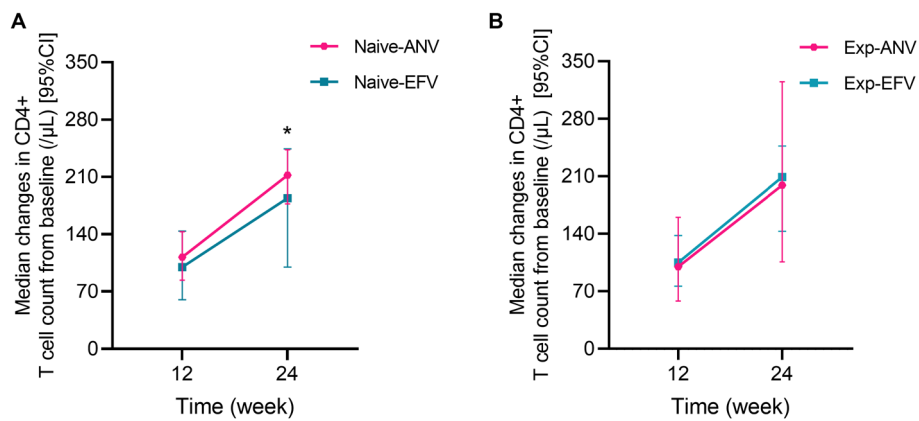 A
Naive-ANV
Naive-EFV
Median changes in CD4+
T cell count from baseline (/μL) [95%CI]
350
280
210
140
70
0
*
12
24
Time (week)
B
Exp-ANV
Exp-EFV
Median changes in CD4+
T cell count from baseline (/μL) [95%CI]
350
280
210
140
70
0
12
24
Time (week)